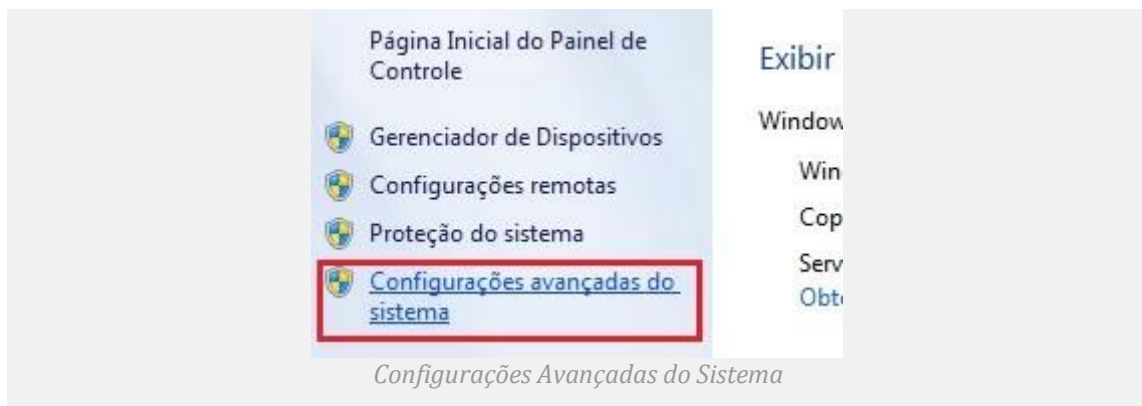 Página Inicial do Painel de
Controle
Gerenciador de Dispositivos
Configurações remotas
Proteção do sistema
Configurações avançadas do
sistema
Exibir
Window
Win
Cop
Serv
Obt
Configurações Avançadas do Sistema